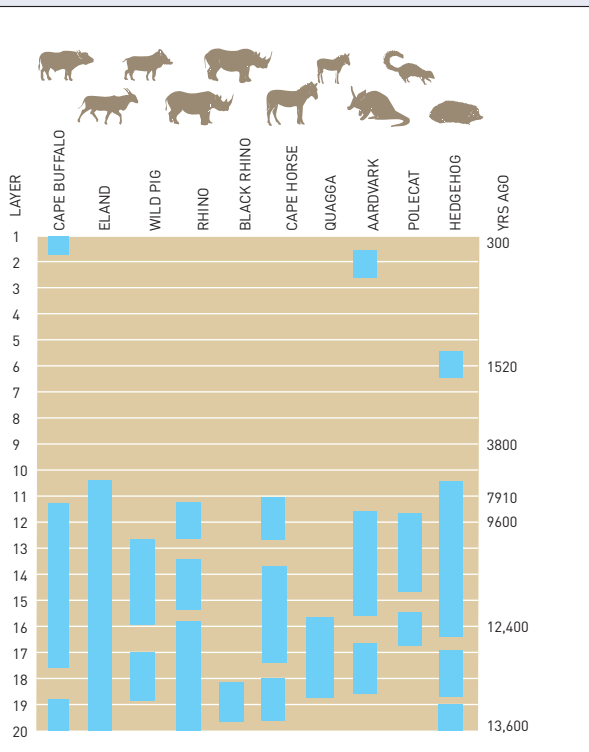 LAYER
CAPE BUFFALO
ELAND
WILD PIG
RHINO
BLACK RHINO
CAPE HORSE
QUAGGA
AARDVARK
POLECAT
HEDGEHOG
YRS AGO
1 300
2
3
4
5
6 1520
7
8
9 3800
10
11 7910
12 9600
13
14
15
16 12,400
17
18
19
20 13,600